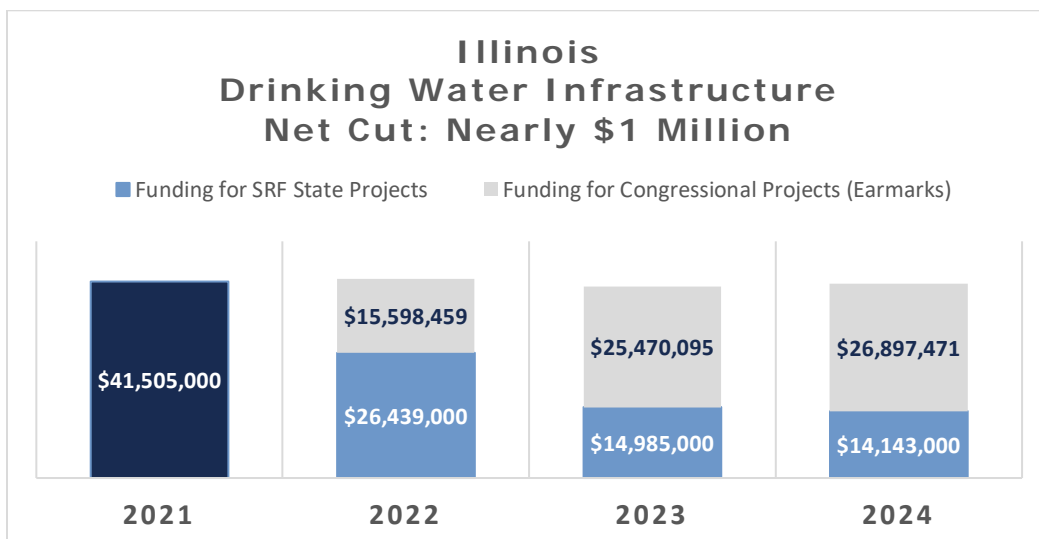 Illinois
Drinking Water Infrastructure
Net Cut: Nearly $1 Million
Funding for SRF State Projects Funding for Congressional Projects (Earmarks)
$41,505,000
$15,598,459
$26,439,000
$25,470,095
$14,985,000
$26,897,471
$14,143,000
2021 2022 2023 2024